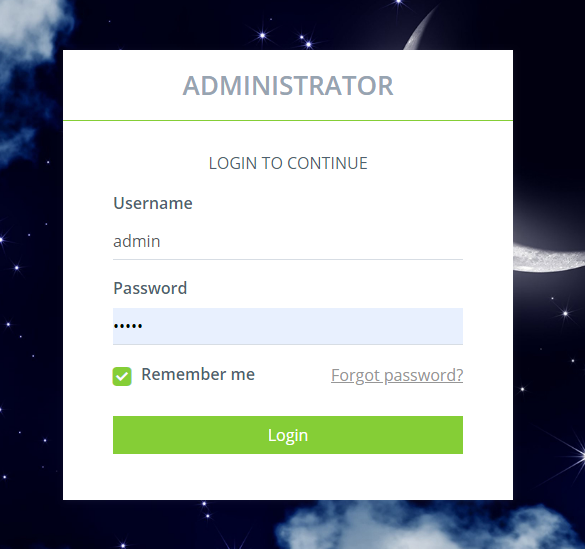 ADMINISTRATOR
LOGIN TO CONTINUE
Username
admin
Password
•••••
Remember me
Forgot password?
Login